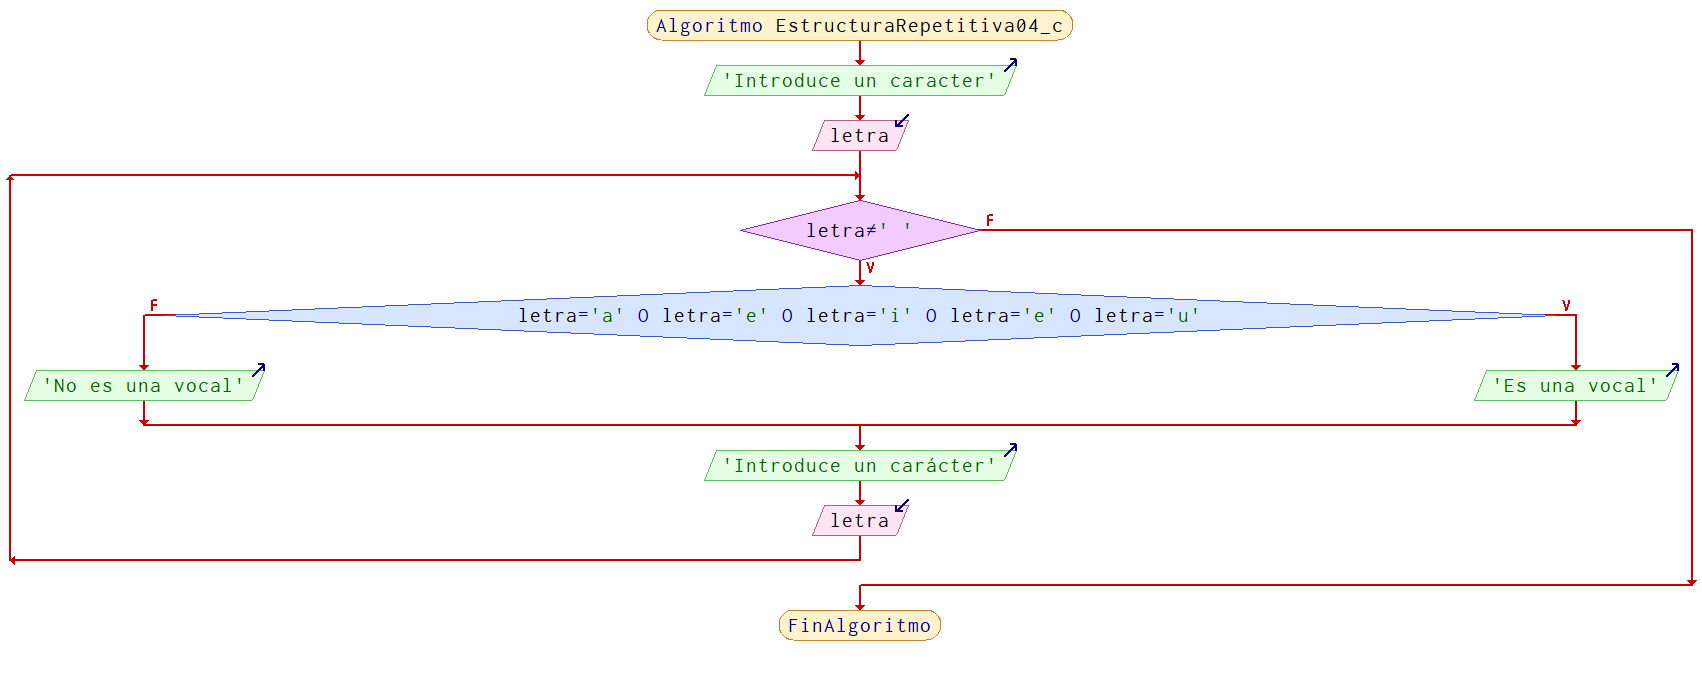 Algoritmo EstructuraRepetitiva04_c
'Introduce un caracter'
letra
letra≠' '
F
V
F
letra='a' O letra='e' O letra='i' O letra='e' O letra='u'
V
'No es una vocal'
'Es una vocal'
'Introduce un carácter'
letra
FinAlgoritmo